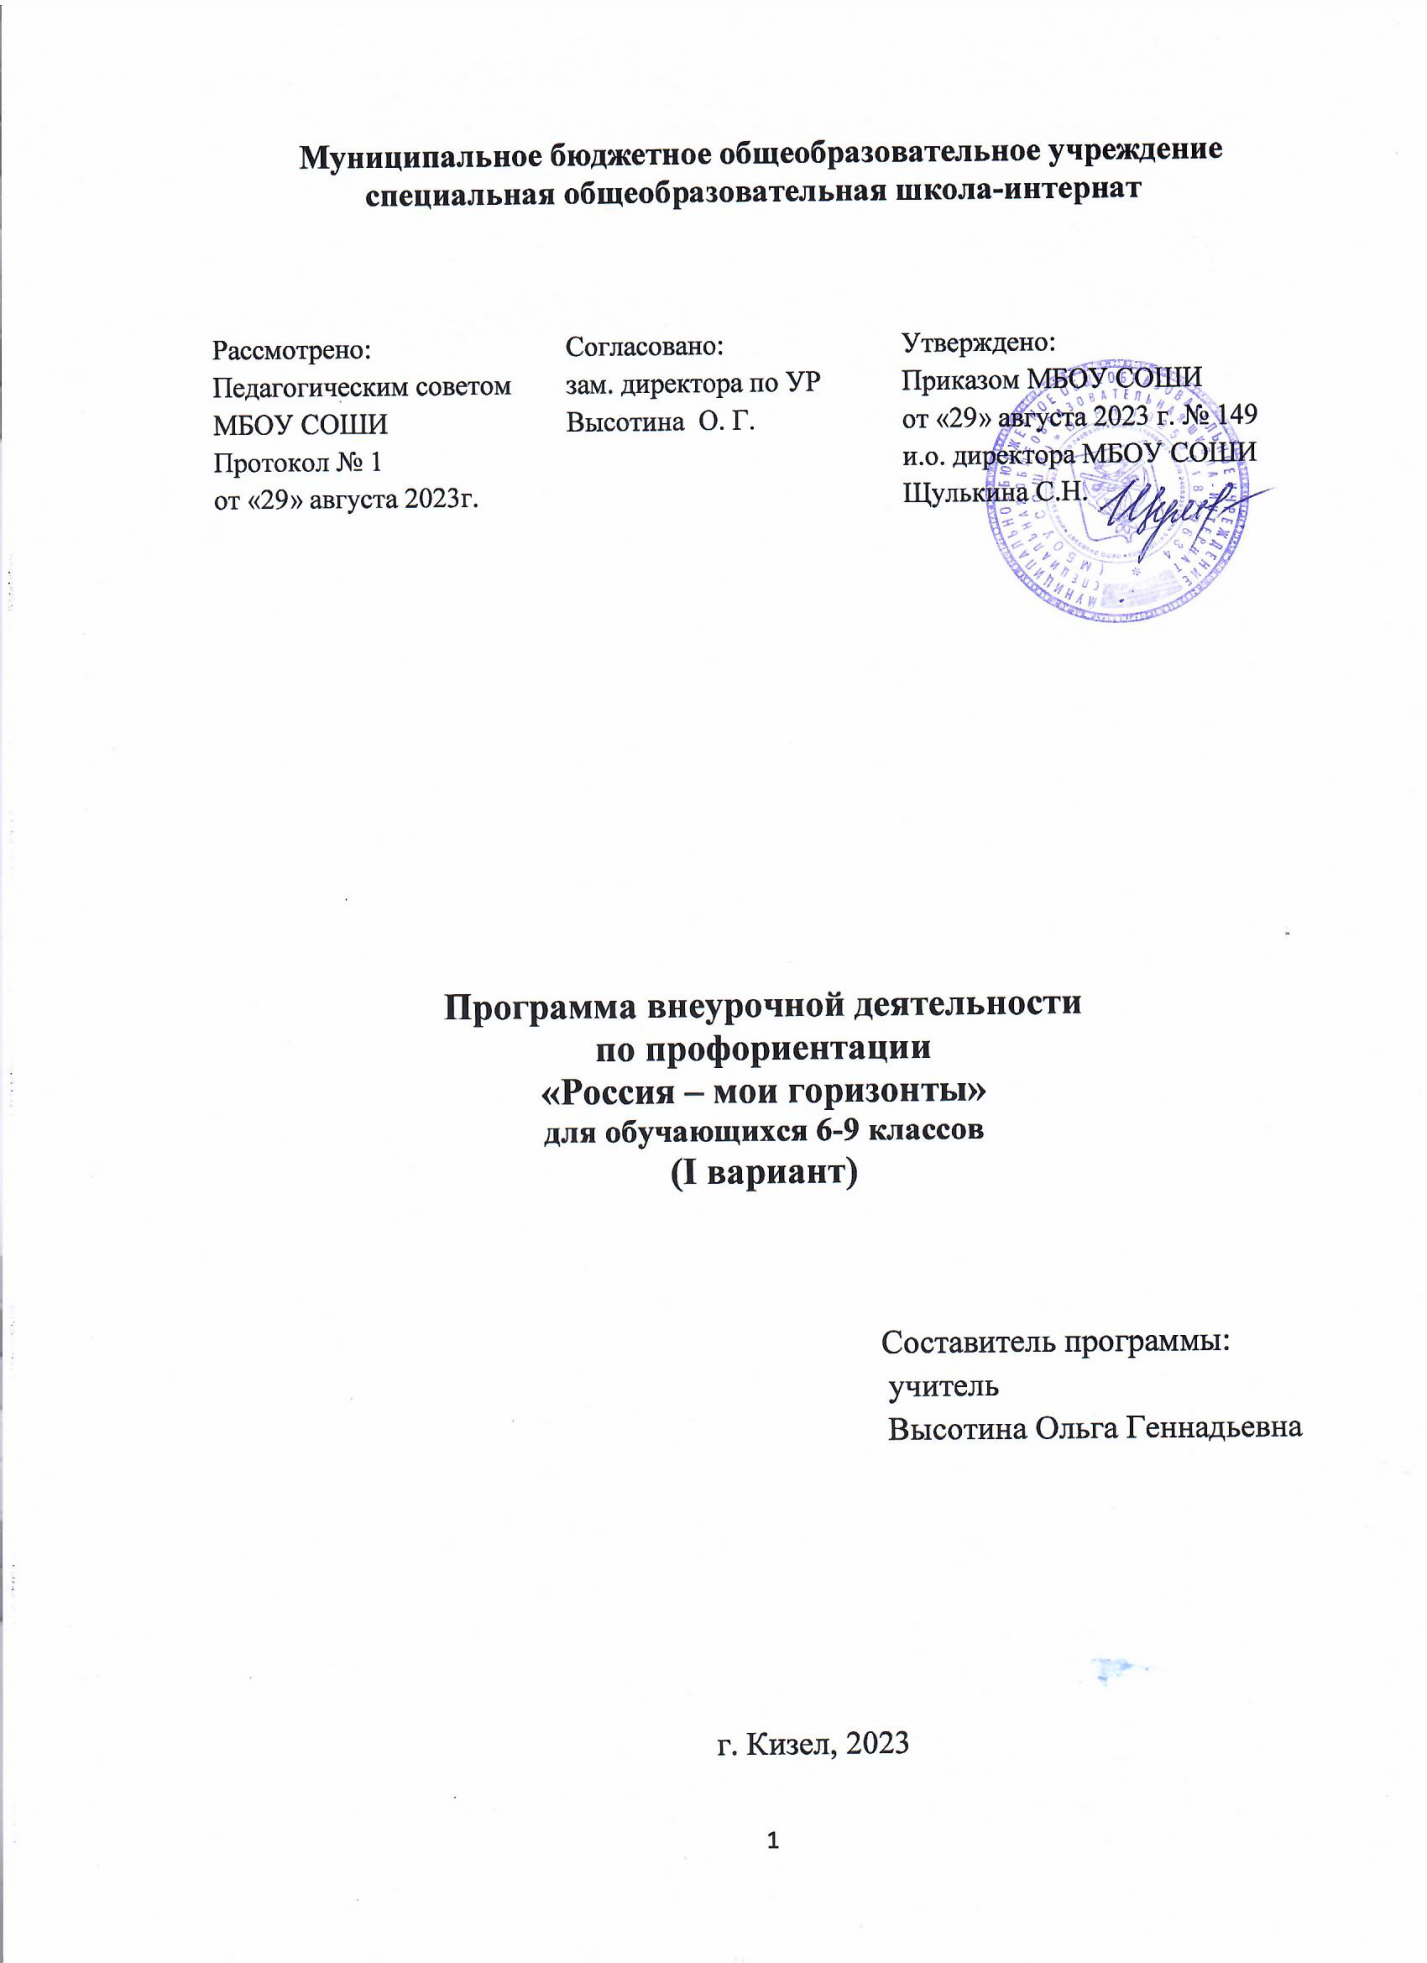 Муниципальное бюджетное общеобразовательное учреждение
специальная общеобразовательная школа-интернат
Рассмотрено:
Педагогическим советом
МБОУ СОШИ
Протокол № 1
от «29» августа 2023г.
Согласовано:
зам. директора по УР
Высотина О. Г.
Утверждено:
Приказом МБОУ СОШИ
от «29» августа 2023 г. № 149
и.о. директора МБОУ СОШИ
Щулькина С.Н.
Программа внеурочной деятельности
по профориентации
«Россия – мои горизонты»
для обучающихся 6-9 классов
(I вариант)
Составитель программы:
учитель
Высотина Ольга Геннадьевна
г. Кизел, 2023
1